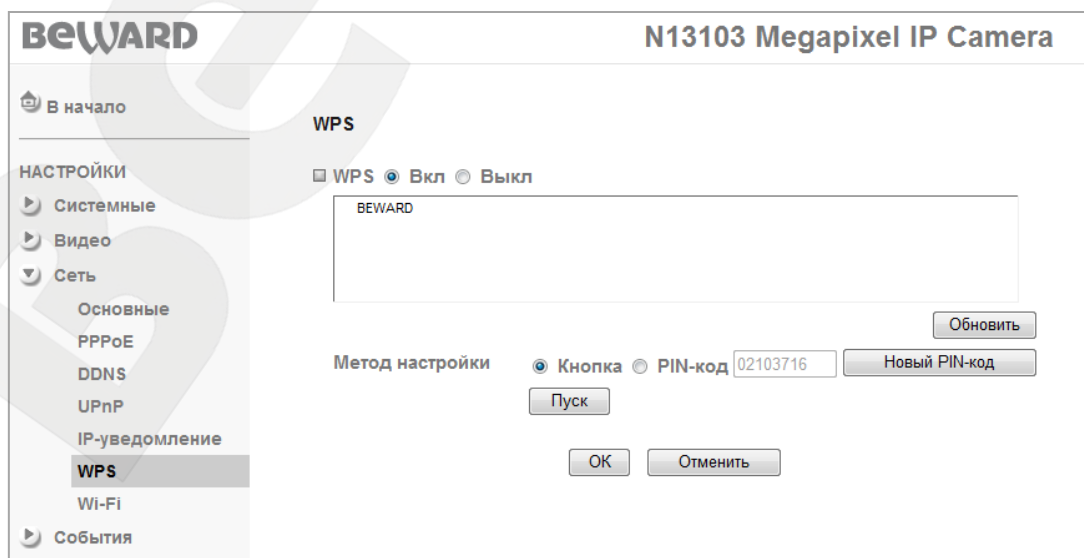 BEWARD
N13103 Megapixel IP Camera
В начало
НАСТРОЙКИ
Системные
Видео
Сеть
Основные
PPPoE
DDNS
UPnP
IP-уведомление
WPS
Wi-Fi
События
WPS
WPS Вкл Выкл
BEWARD
Обновить
Метод настройки Кнопка PIN-код 02103716 Новый PIN-код
Пуск
OK Отменить